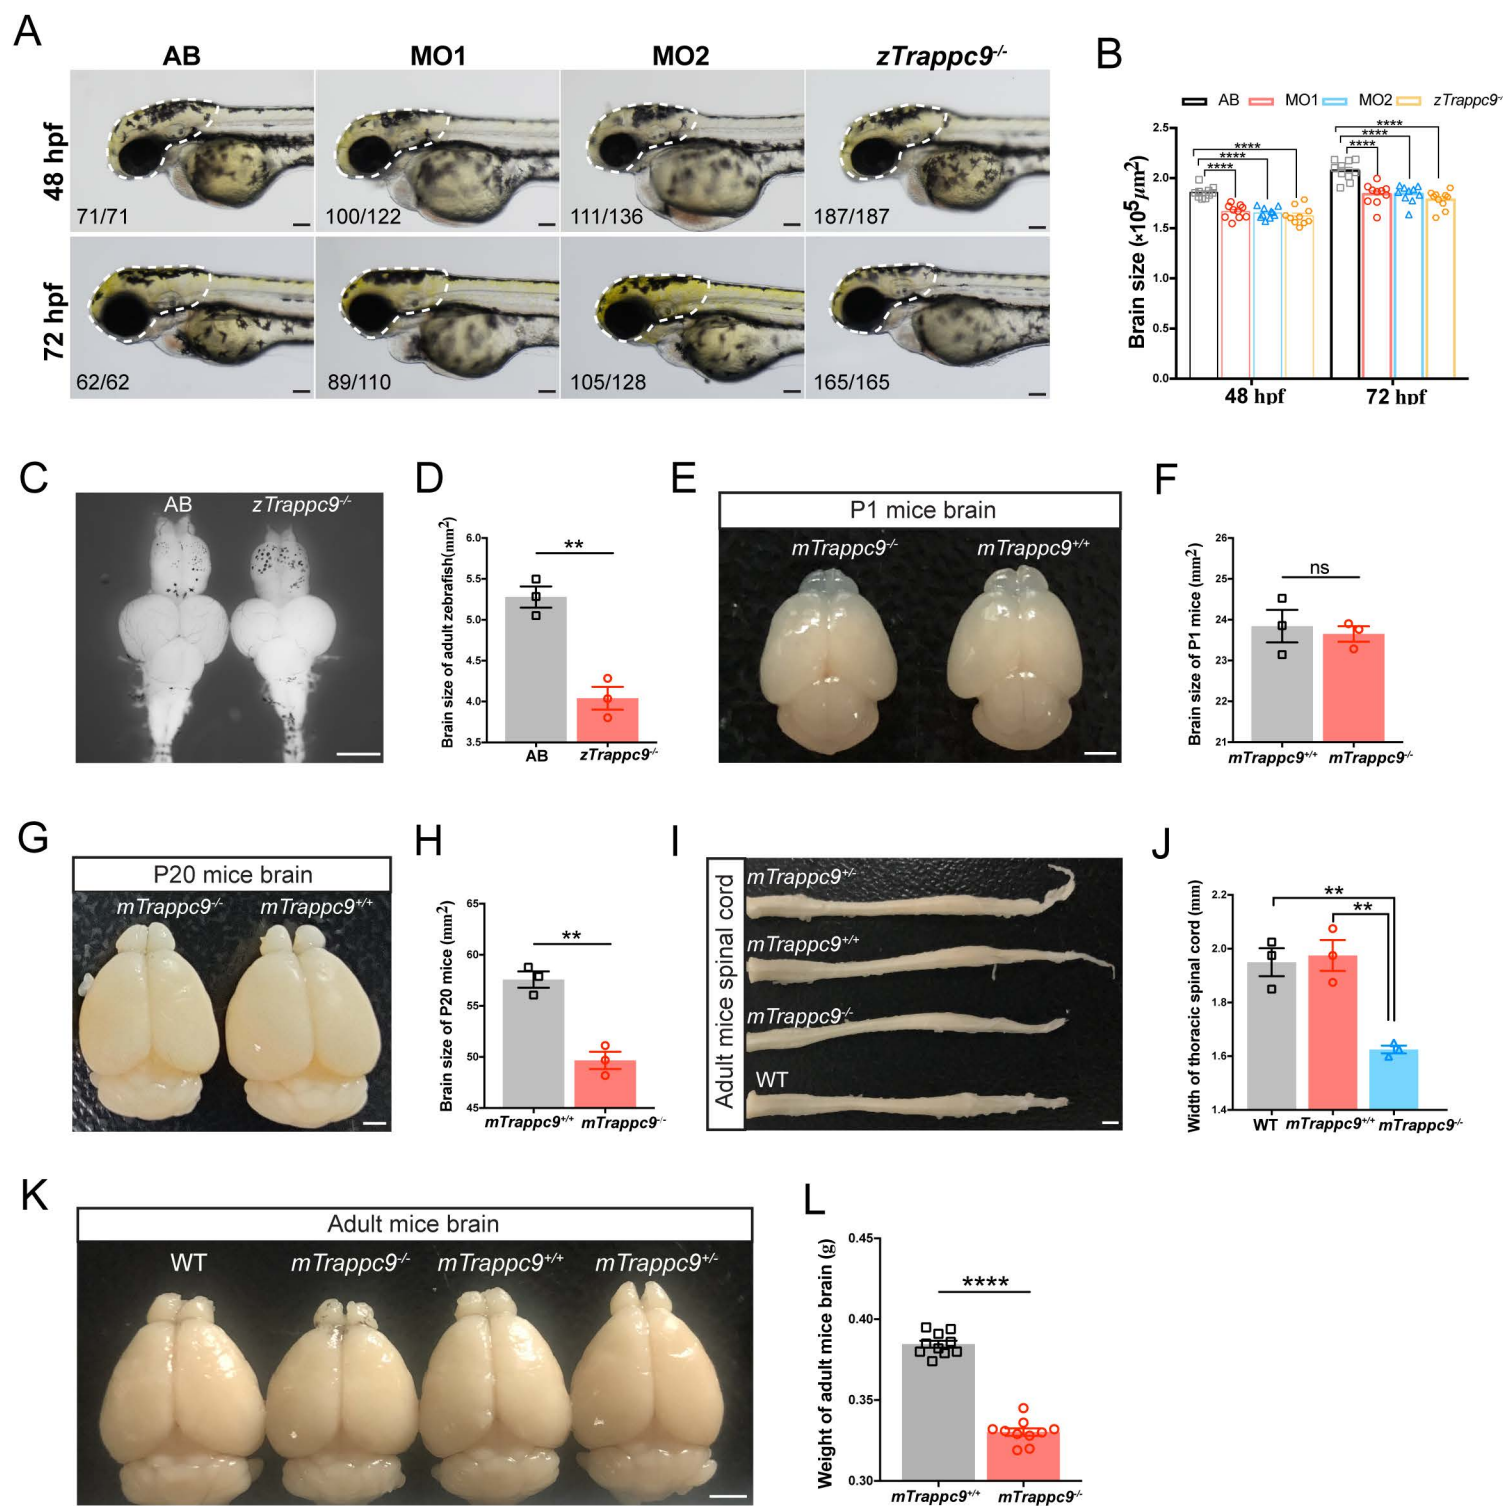 A
AB MO1 MO2 zTrappc9-/-
48 hpf
71/71 100/122 111/136 187/187
72 hpf
62/62 89/110 105/128 165/165
B
AB MO1 MO2 zTrappc9-/
Brain size (×10⁵μm²)
2.5
2.0
1.5
1.0
0.5
0.0
**** **** ****
**** **** ****
48 hpf 72 hpf
C
AB zTrappc9-/-
D
Brain size of adult zebrafish(mm²)
6.0
5.5
5.0
4.5
4.0
3.5
**
AB zTrappc9-/-
E
P1 mice brain
mTrappc9-/- mTrappc9+/+
F
Brain size of P1 mice (mm²)
26
25
24
23
22
21
ns
mTrappc9+/+ mTrappc9-/-
G
P20 mice brain
mTrappc9-/- mTrappc9+/+
H
Brain size of P20 mice (mm²)
65
60
55
50
45
**
mTrappc9+/+ mTrappc9-/-
I
Adult mice spinal cord
mTrappc9+/-
mTrappc9+/+
mTrappc9-/-
WT
J
Width of thoracic spinal cord (mm)
2.2
2.0
1.8
1.6
1.4
**
**
WT mTrappc9+/+ mTrappc9-/-
K
Adult mice brain
WT mTrappc9-/- mTrappc9+/+ mTrappc9+/-
L
Weight of adult mice brain (g)
0.45
0.40
0.35
0.30
****
mTrappc9+/+ mTrappc9-/-